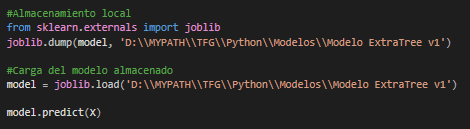 #Almacenamiento local
from sklearn.externals import joblib
joblib.dump(model, 'D:\\MYPATH\\TFG\\Python\\Modelos\\Modelo ExtraTree v1')
#Carga del modelo almacenado
model = joblib.load('D:\\MYPATH\\TFG\\Python\\Modelos\\Modelo ExtraTree v1')
model.predict(X)